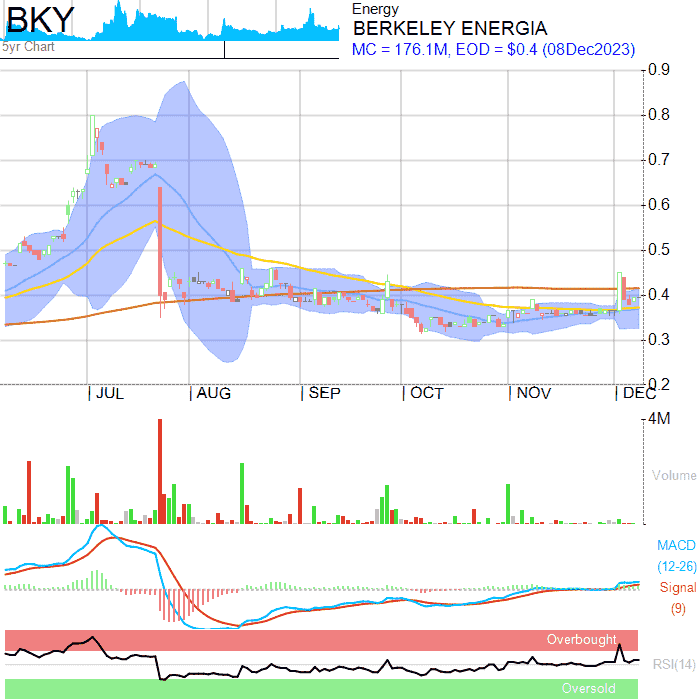 BKY
5yr Chart
Energy
BERKELEY ENERGIA
MC = 176.1M, EOD = $0.4 (08Dec2023)
0.9
0.8
0.7
0.6
0.5
0.4
0.3
0.2
JUL AUG SEP OCT NOV DEC
4M
Volume
MACD
(12-26)
Signal
(9)
Overbought
RSI(14)
Oversold